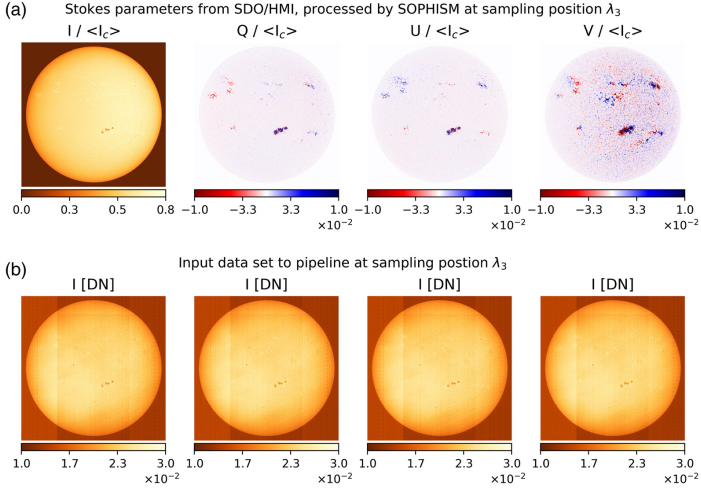 (a) Stokes parameters from SDO/HMI, processed by SOPHISM at sampling position λ₃
I / <I_c> Q / <I_c> U / <I_c> V / <I_c>
0.0 0.3 0.5 0.8 −1.0 −3.3 3.3 1.0 −1.0 −3.3 3.3 1.0 −1.0 −3.3 3.3 1.0
×10⁻² ×10⁻² ×10⁻²
(b) Input data set to pipeline at sampling postion λ₃
I [DN] I [DN] I [DN] I [DN]
1.0 1.7 2.3 3.0 1.0 1.7 2.3 3.0 1.0 1.7 2.3 3.0 1.0 1.7 2.3 3.0
×10⁻² ×10⁻² ×10⁻² ×10⁻²